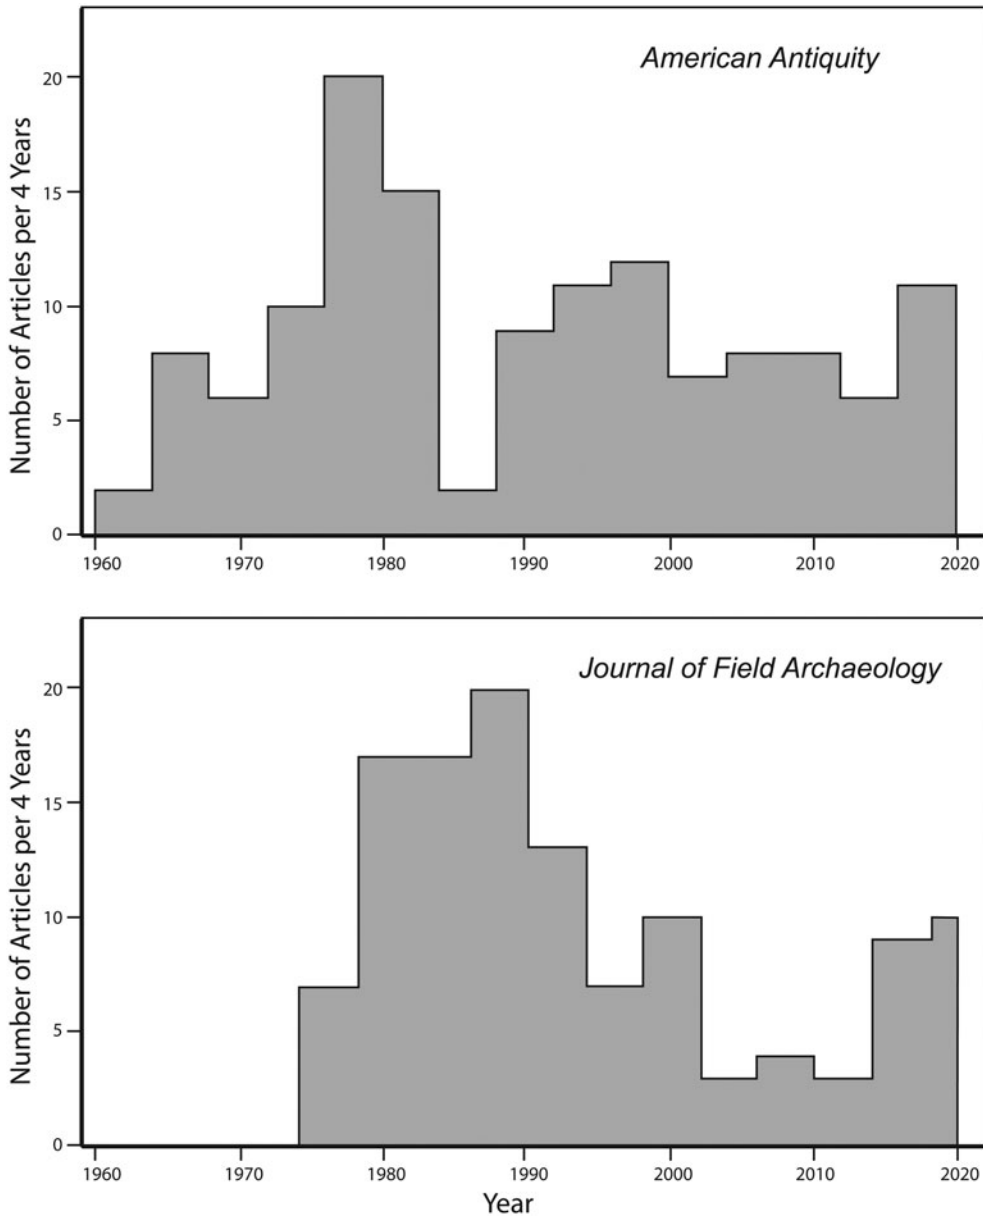 American Antiquity
Number of Articles per 4 Years
20
15
10
5
0
1960 1970 1980 1990 2000 2010 2020
Journal of Field Archaeology
Number of Articles per 4 Years
20
15
10
5
0
1960 1970 1980 1990 2000 2010 2020
Year